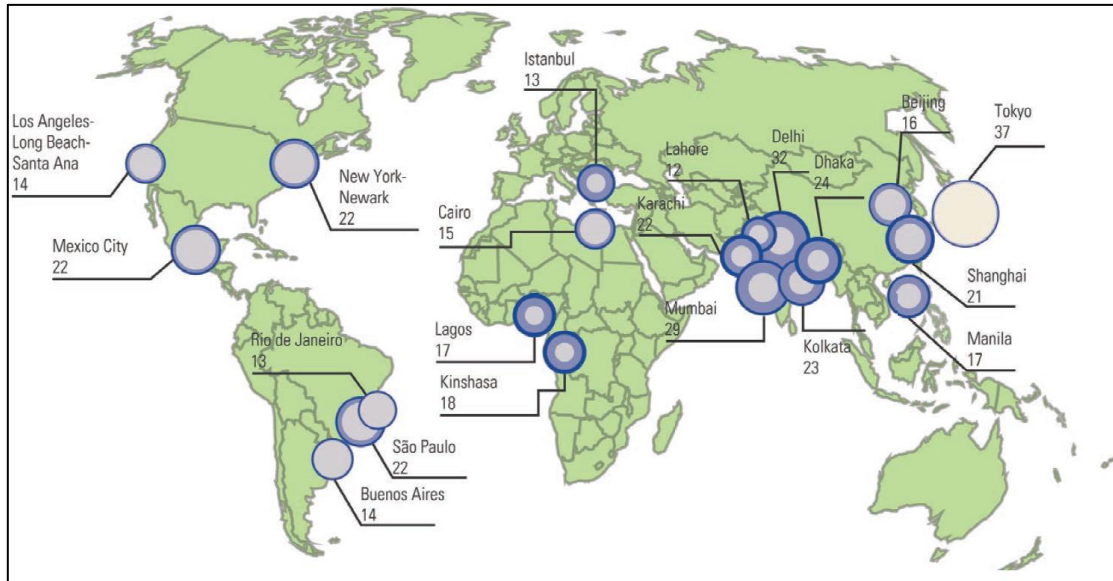 Los Angeles-
Long Beach-
Santa Ana
14
New York-
Newark
22
Mexico City
22
Rio de Janeiro
13
São Paulo
22
Buenos Aires
14
Istanbul
13
Cairo
15
Lagos
17
Kinshasa
18
Lahore
12
Karachi
22
Delhi
32
Dhaka
24
Mumbai
29
Kolkata
23
Beijing
16
Tokyo
37
Shanghai
21
Manila
17